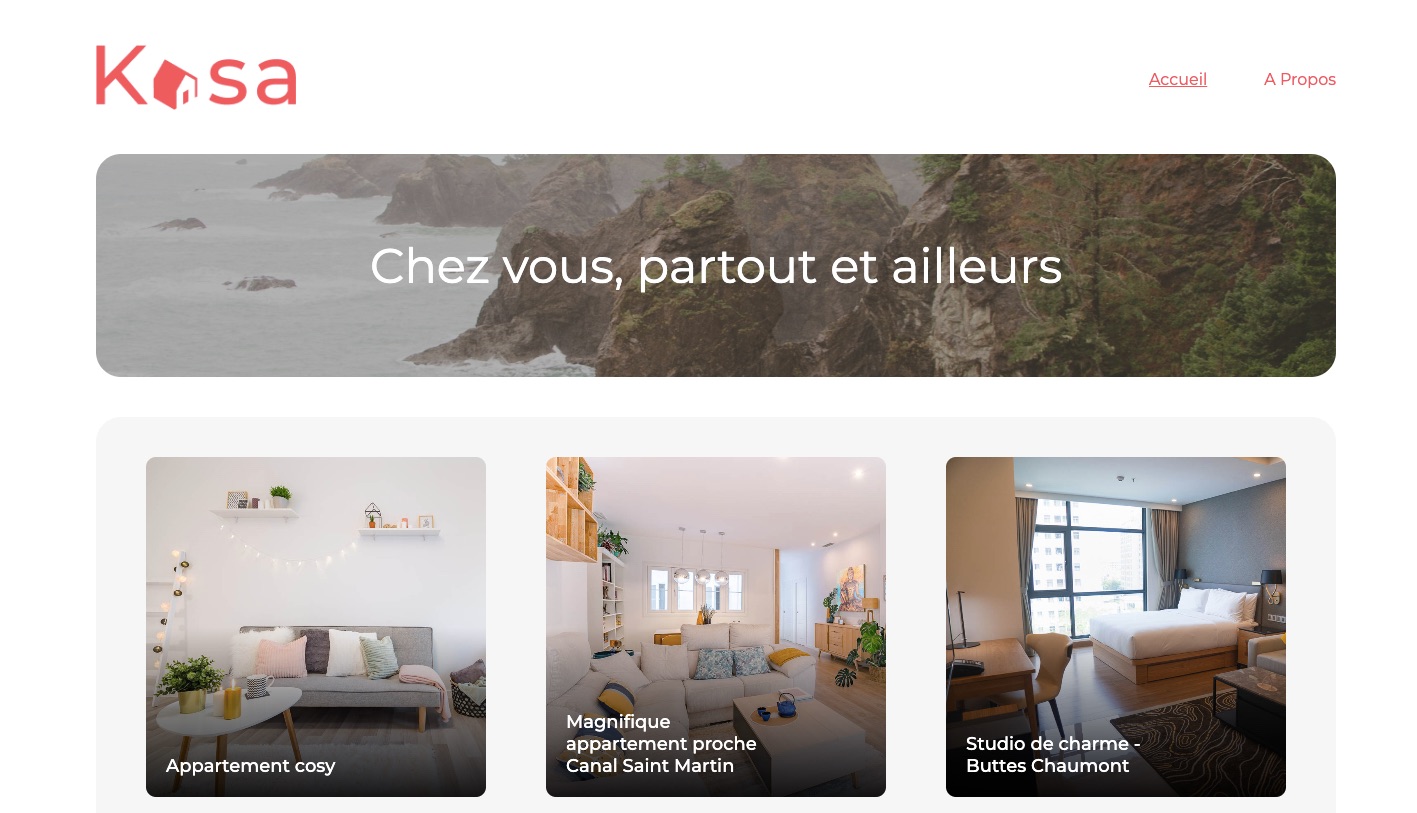 Kasa
Accueil
A Propos
Chez vous, partout et ailleurs
Appartement cosy
Magnifique
appartement proche
Canal Saint Martin
Studio de charme -
Buttes Chaumont